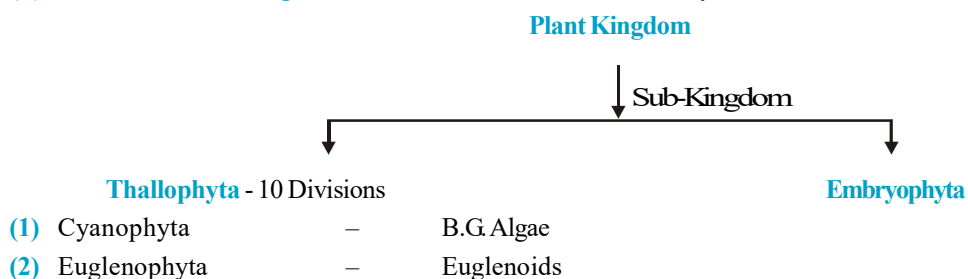 Plant Kingdom
Sub-Kingdom
Thallophyta - 10 Divisions Embryophyta
(1) Cyanophyta – B.G. Algae
(2) Euglenophyta – Euglenoids